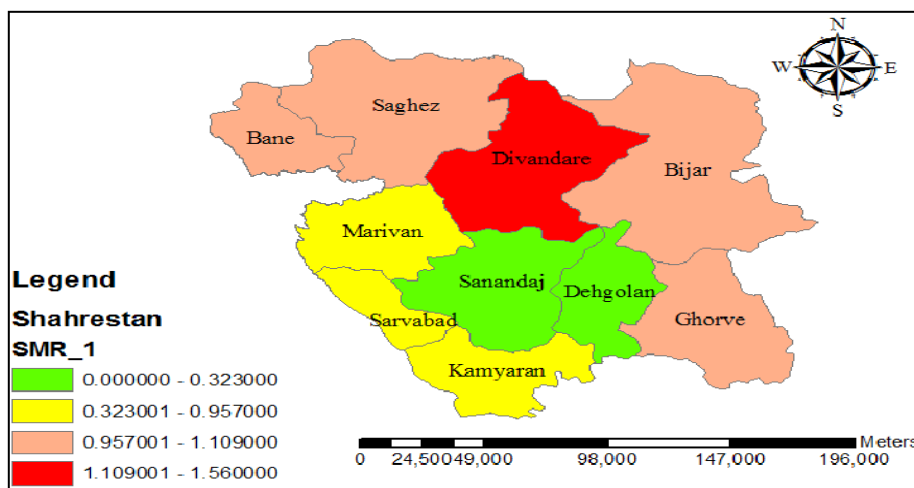 N
W E
S
Saghez
Bane
Divandare
Bijar
Marivan
Sanandaj
Dehgolan
Ghorve
Sarvabad
Kamyaran
Legend
Shahrestan
SMR_1
0.000000 - 0.323000
0.323001 - 0.957000
0.957001 - 1.109000
1.109001 - 1.560000
Meters
0 24,500 49,000 98,000 147,000 196,000